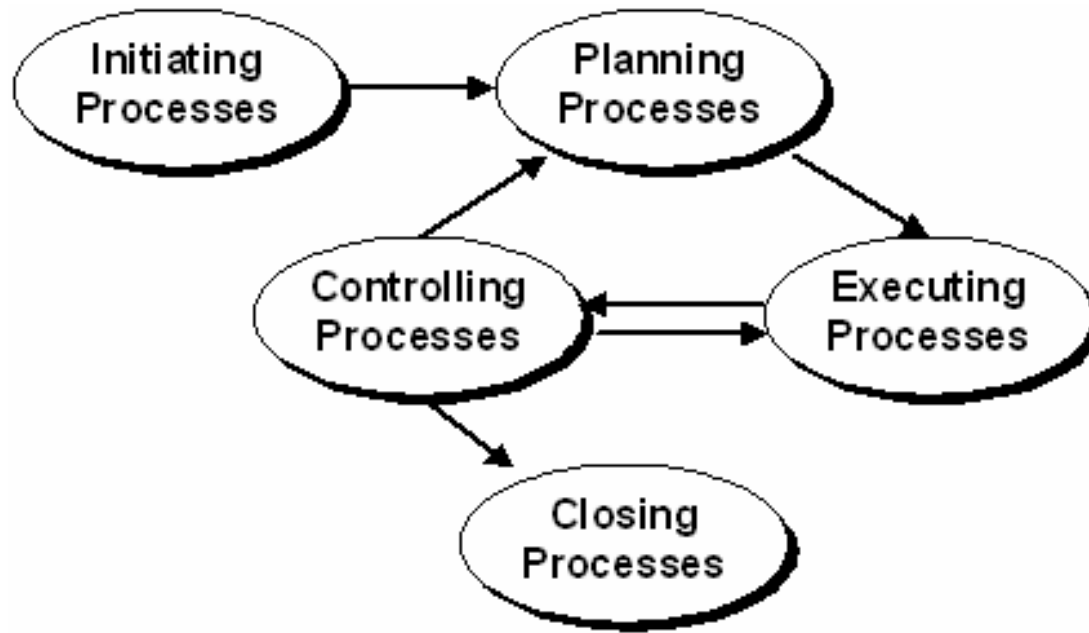 Initiating
Processes
Planning
Processes
Controlling
Processes
Executing
Processes
Closing
Processes